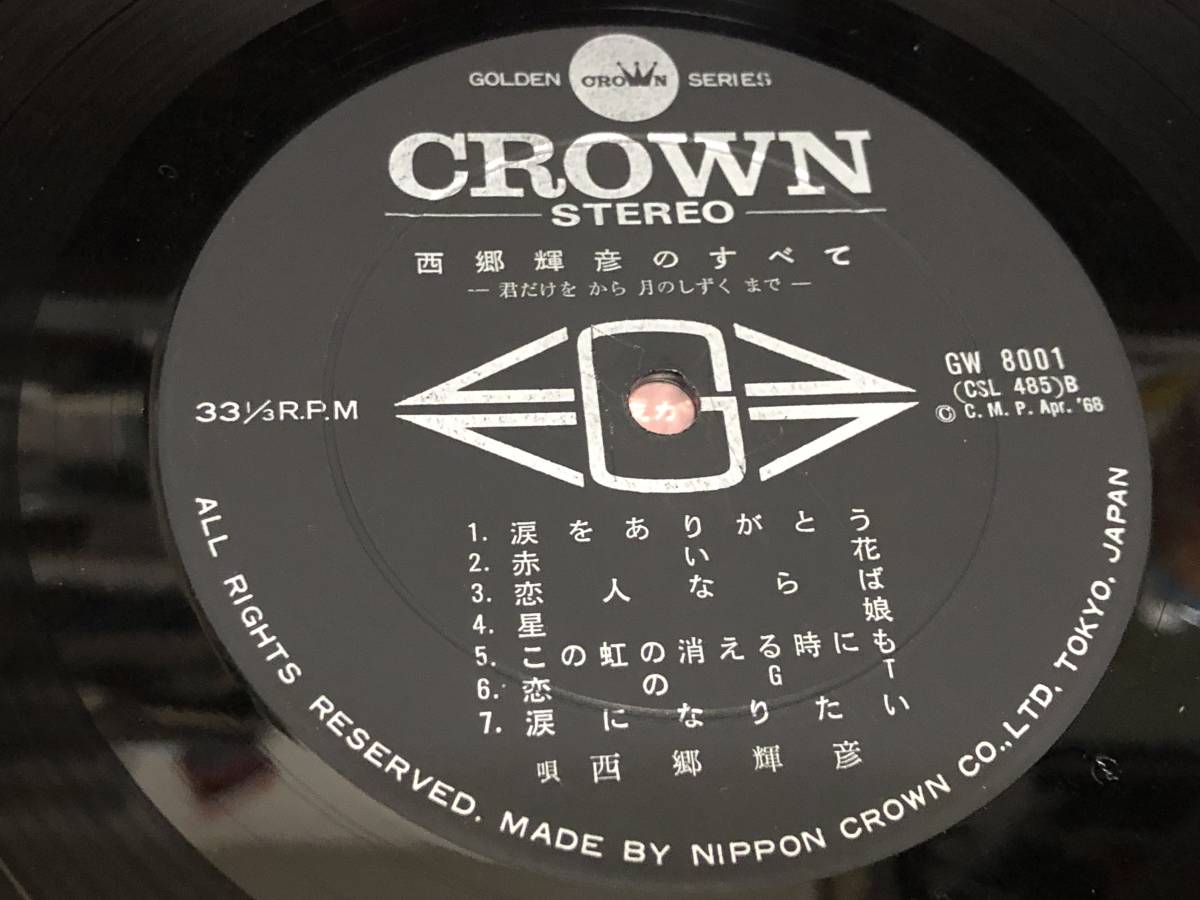 GOLDEN CROWN SERIES
CROWN
STEREO
西郷輝彦のすべて
— 君だけを から 月のしずく まで —
33 1/3 R.P.M
GW 8001
(CSL 485)B
© C. M. P. Apr. '68
1. 涙をありがとう
2. 赤い花
3. 恋人ならば
4. 星娘
5. この虹の消える時にも
6. 恋のGT
7. 涙になりたい
唄 西郷輝彦
ALL RIGHTS RESERVED. MADE BY NIPPON CROWN CO., LTD. TOKYO, JAPAN